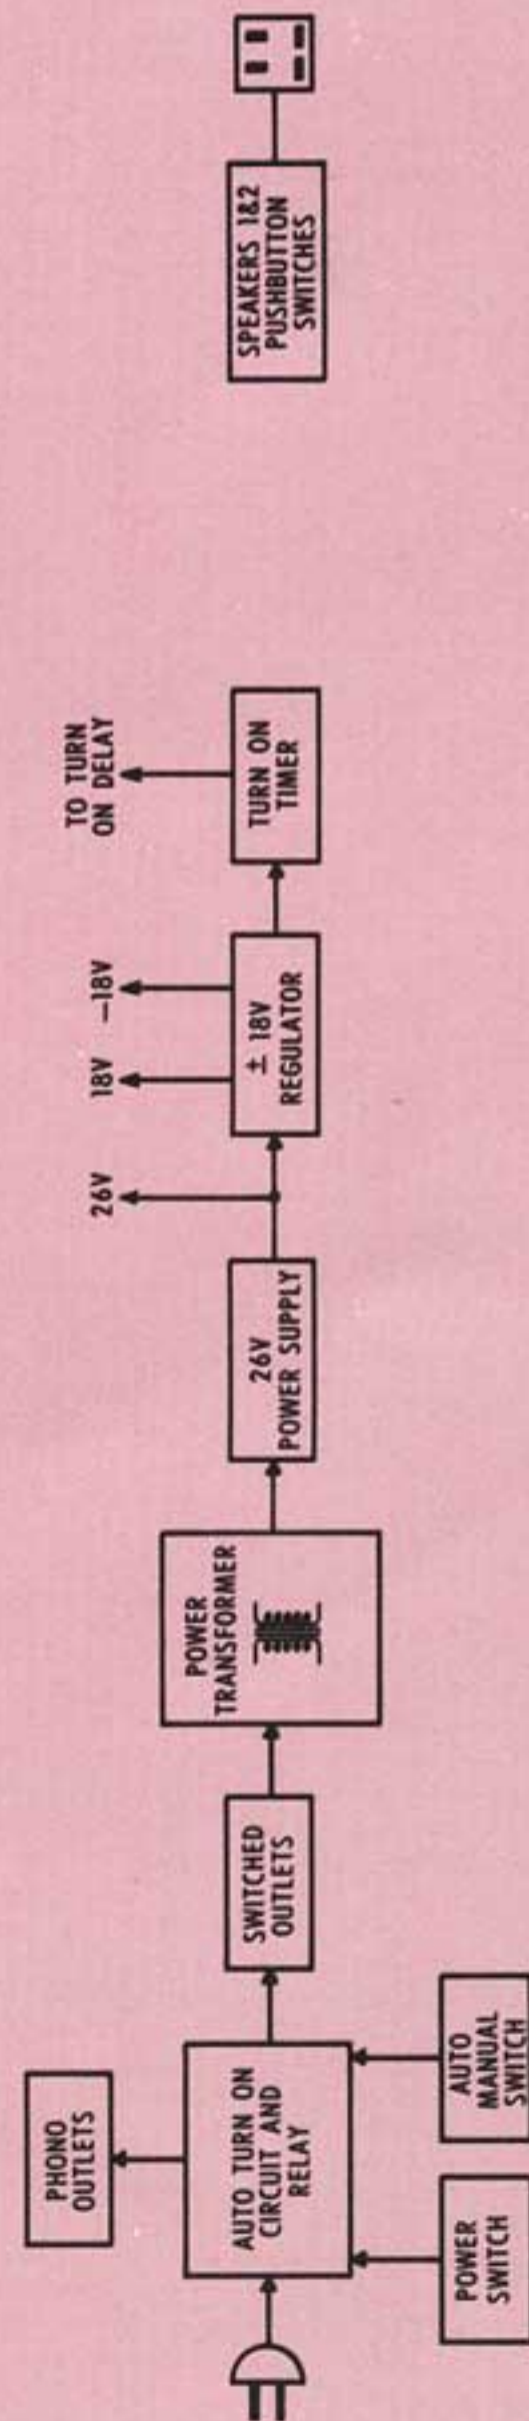 PHONO
OUTLETS
AUTO TURN ON
CIRCUIT AND
RELAY
POWER
SWITCH
AUTO
MANUAL
SWITCH
SWITCHED
OUTLETS
POWER
TRANSFORMER
26V
POWER SUPPLY
26V
18V
—18V
± 18V
REGULATOR
TO TURN
ON DELAY
TURN ON
TIMER
SPEAKERS 1&2
PUSHBUTTON
SWITCHES